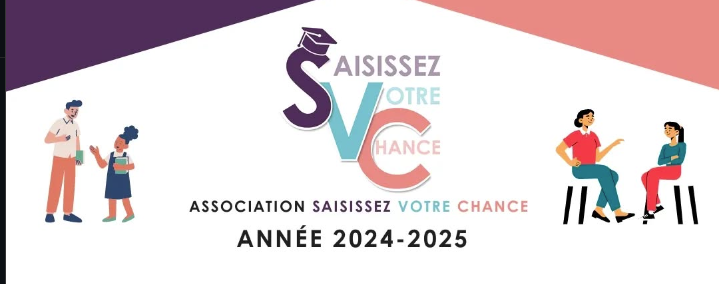 SAISISSEZ
VOTRE
CHANCE
ASSOCIATION SAISISSEZ VOTRE CHANCE
ANNÉE 2024-2025